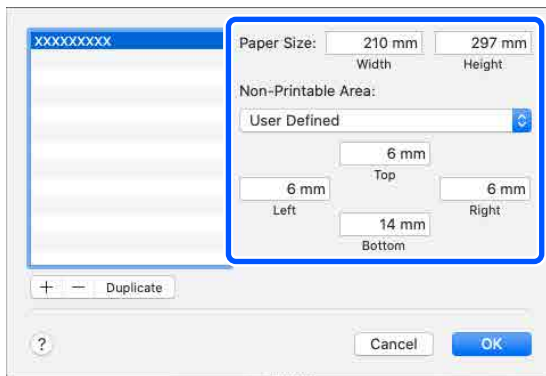 XXXXXXXXX
Paper Size: 210 mm 297 mm
Width Height
Non-Printable Area:
User Defined
6 mm
Top
6 mm 6 mm
Left Right
14 mm
Bottom
+ − Duplicate
? Cancel OK